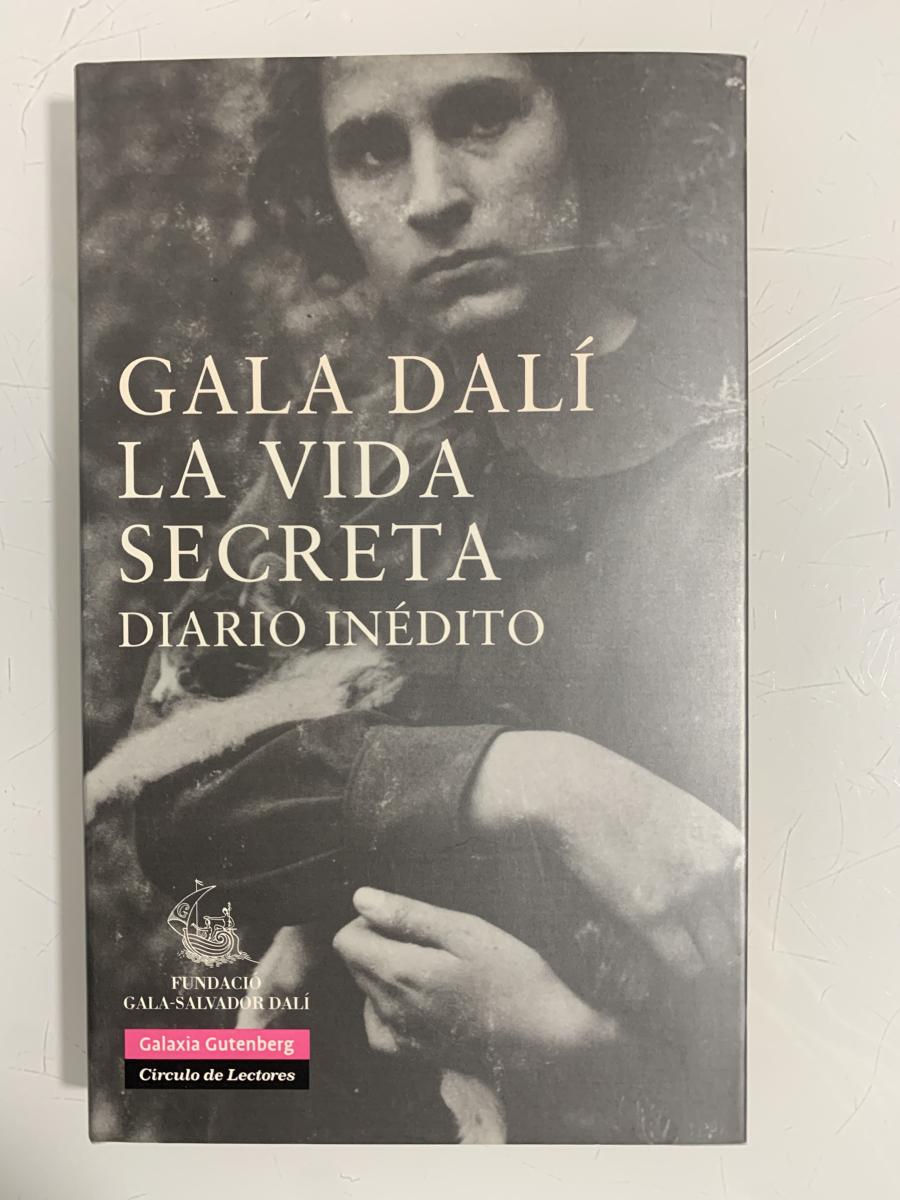 GALA DALÍ
LA VIDA
SECRETA
DIARIO INÉDITO
FUNDACIÓ
GALA-SALVADOR DALÍ
Galaxia Gutenberg
Círculo de Lectores